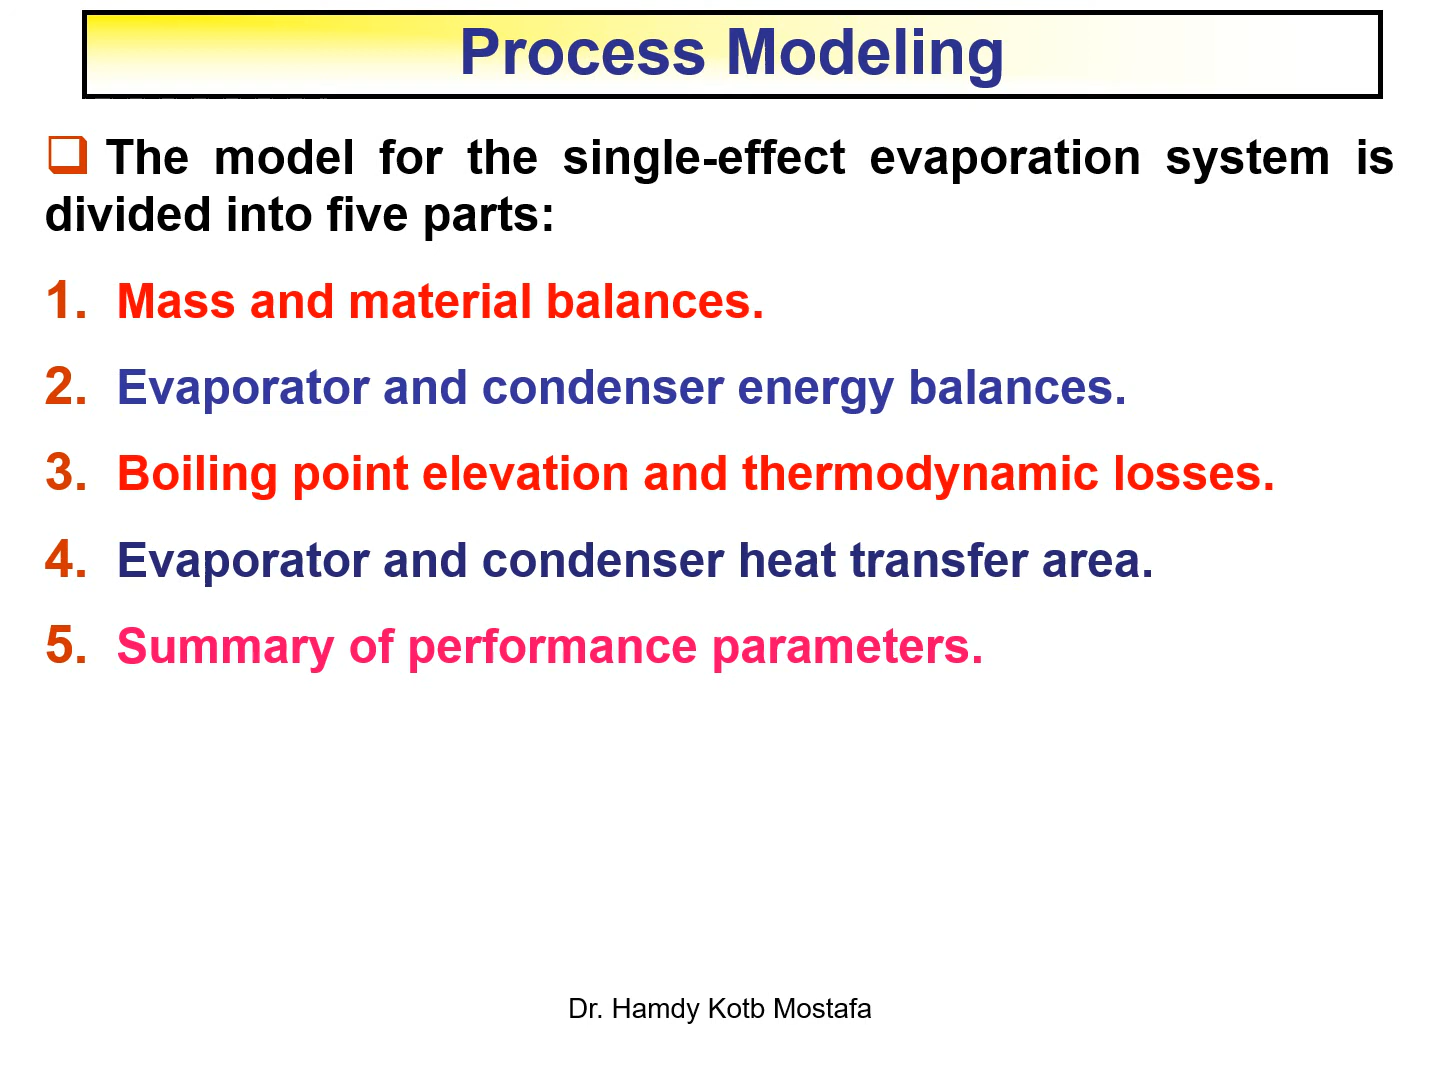 Process Modeling
The model for the single-effect evaporation system is
divided into five parts:
1. Mass and material balances.
2. Evaporator and condenser energy balances.
3. Boiling point elevation and thermodynamic losses.
4. Evaporator and condenser heat transfer area.
5. Summary of performance parameters.
Dr. Hamdy Kotb Mostafa